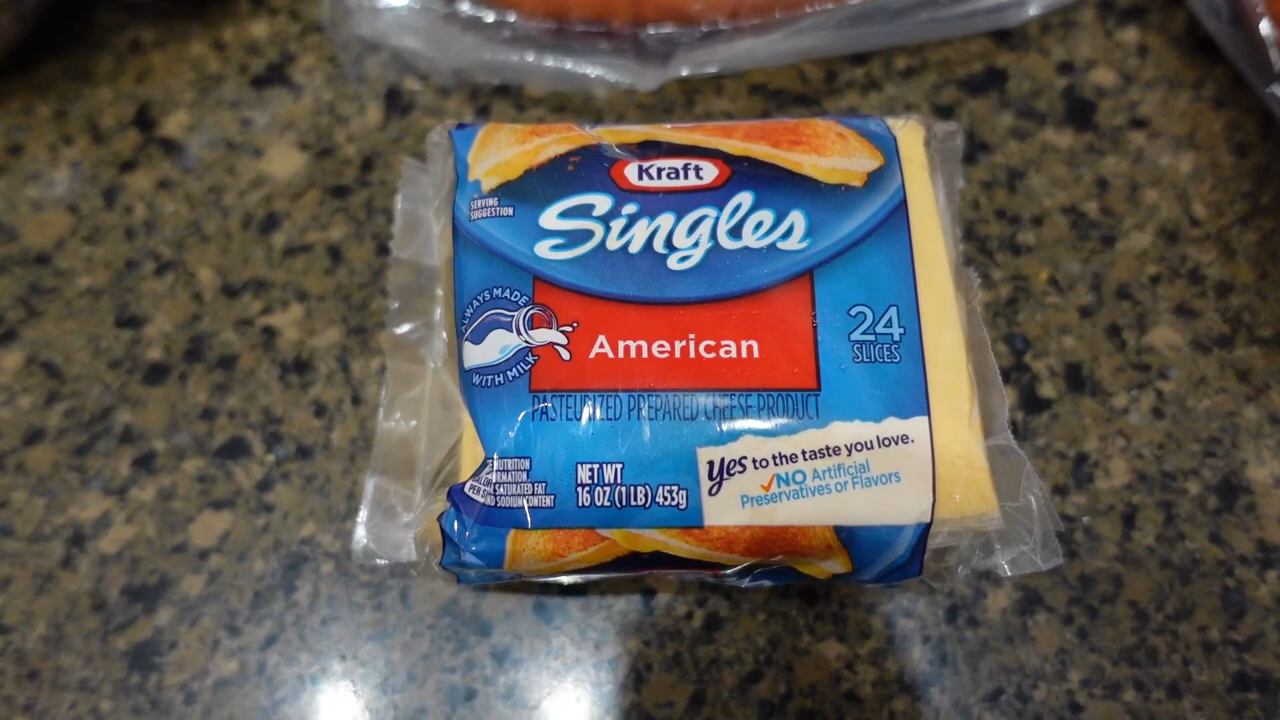 Kraft
Singles
SERVING
SUGGESTION
ALWAYS MADE
WITH MILK
American
24
SLICES
PASTEURIZED PREPARED CHEESE PRODUCT
yes to the taste you love.
NO Artificial
Preservatives or Flavors
NUTRITION
SATURATED FAT
SODIUM CONTENT
NET WT
16 OZ (1 LB) 453g